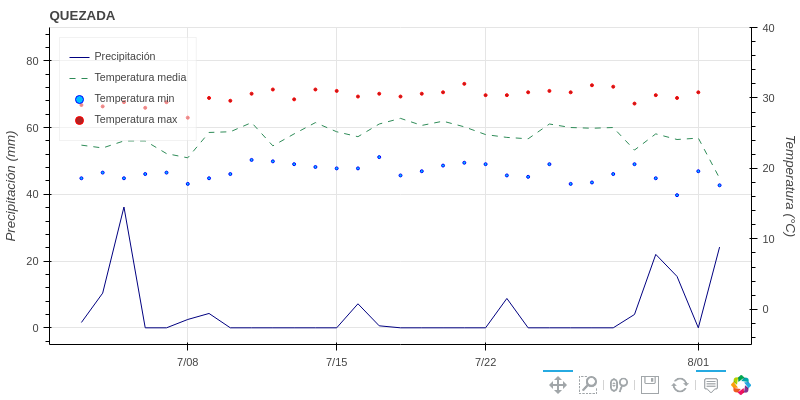 QUEZADA
Precipitación
Temperatura media
Temperatura min
Temperatura max
Precipitación (mm)
80
60
40
20
0
40
30
20
10
0
Temperatura (°C)
7/08
7/15
7/22
8/01